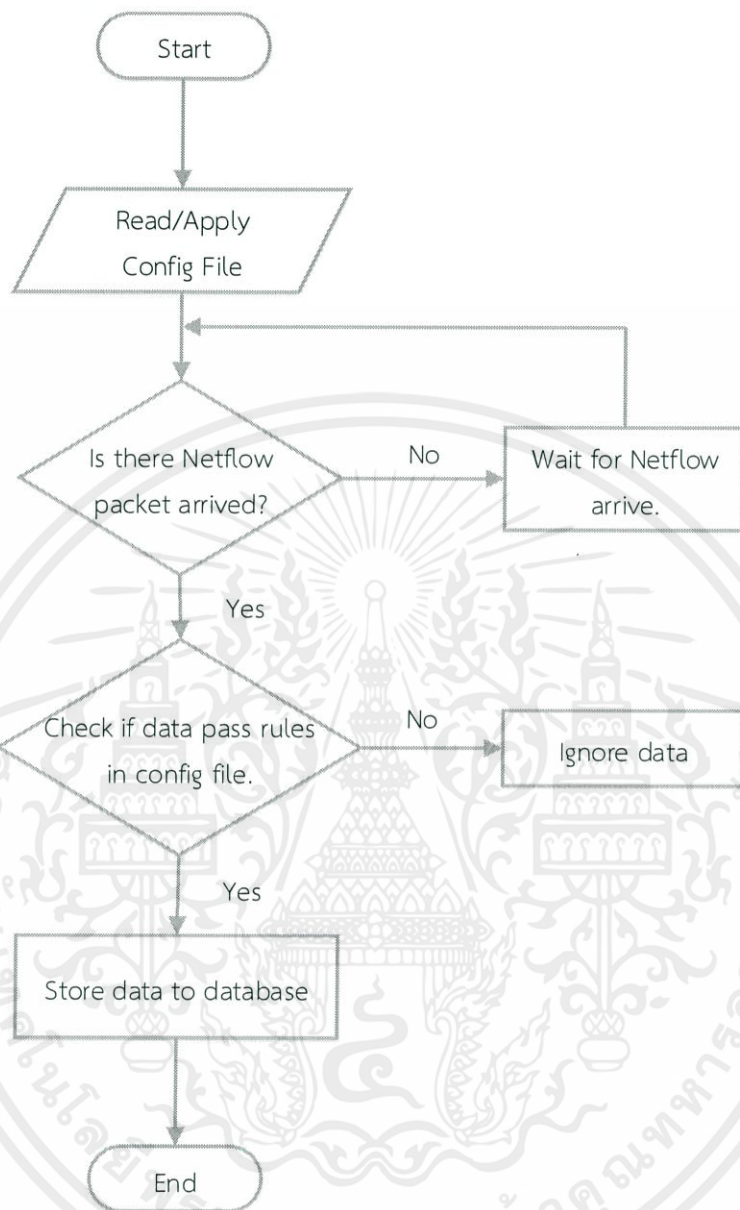 Start
Read/Apply
Config File
Is there Netflow
packet arrived?
No
Wait for Netflow
arrive.
Yes
Check if data pass rules
in config file.
No
Ignore data
Yes
Store data to database
End